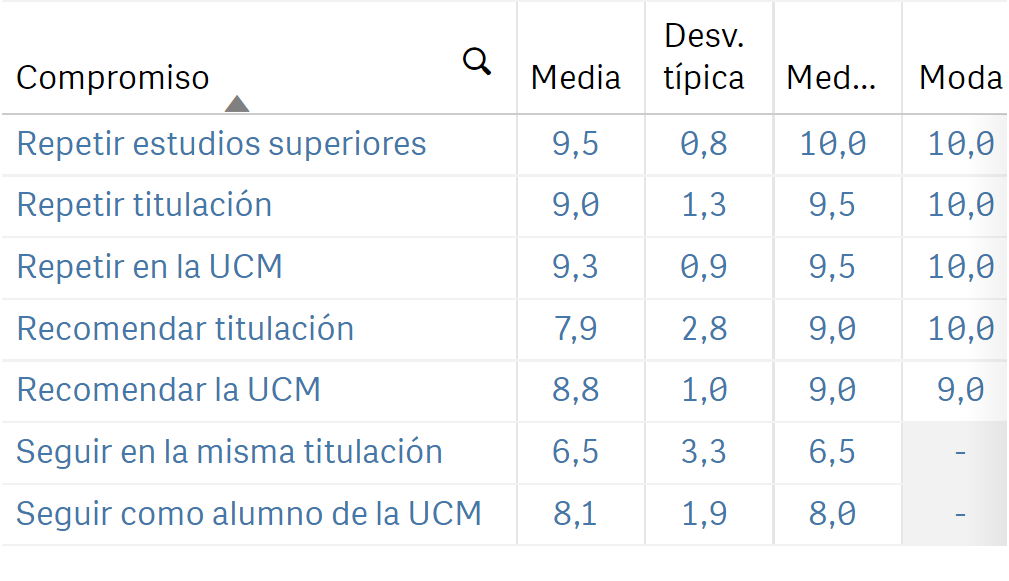 Compromiso Media Desv. típica Med... Moda
Repetir estudios superiores 9,5 0,8 10,0 10,0
Repetir titulación 9,0 1,3 9,5 10,0
Repetir en la UCM 9,3 0,9 9,5 10,0
Recomendar titulación 7,9 2,8 9,0 10,0
Recomendar la UCM 8,8 1,0 9,0 9,0
Seguir en la misma titulación 6,5 3,3 6,5 -
Seguir como alumno de la UCM 8,1 1,9 8,0 -